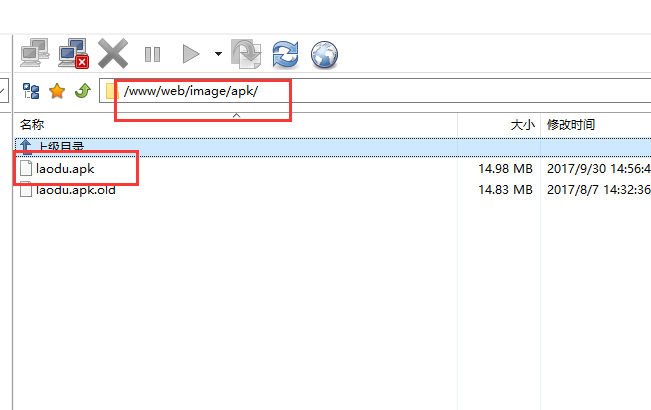 /www/web/image/apk/
名称 大小 修改时间
上级目录
laodu.apk 14.98 MB 2017/9/30 14:56:4
laodu.apk.old 14.83 MB 2017/8/7 14:32:36